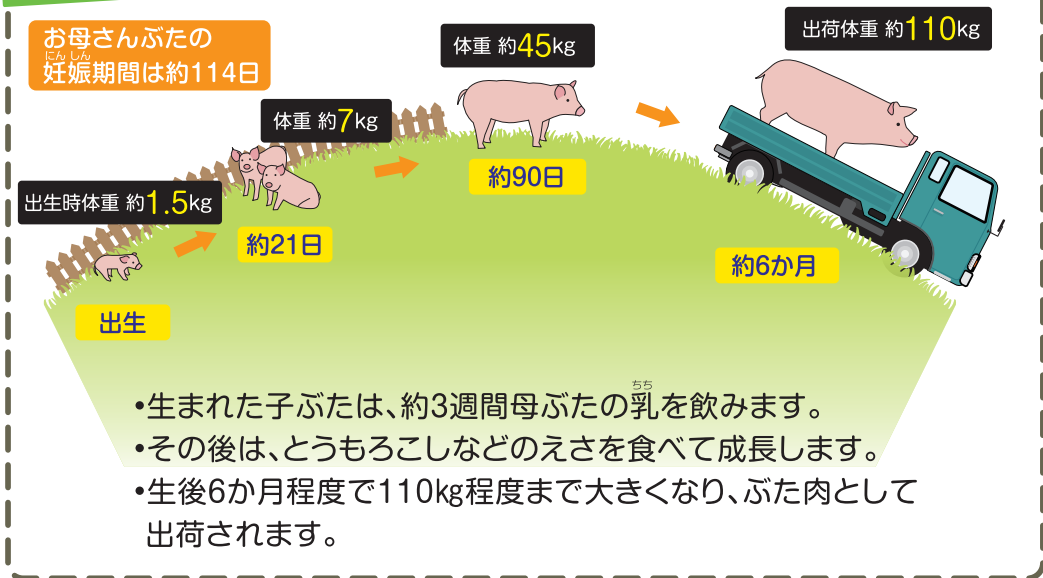 お母さんぶたの
にんしん
妊娠期間は約114日
出生時体重 約1.5kg
体重 約7kg
体重 約45kg
出荷体重 約110kg
出生
約21日
約90日
約6か月
ちち
•生まれた子ぶたは、約3週間母ぶたの乳を飲みます。
•その後は、とうもろこしなどのえさを食べて成長します。
•生後6か月程度で110㎏程度まで大きくなり、ぶた肉として
出荷されます。